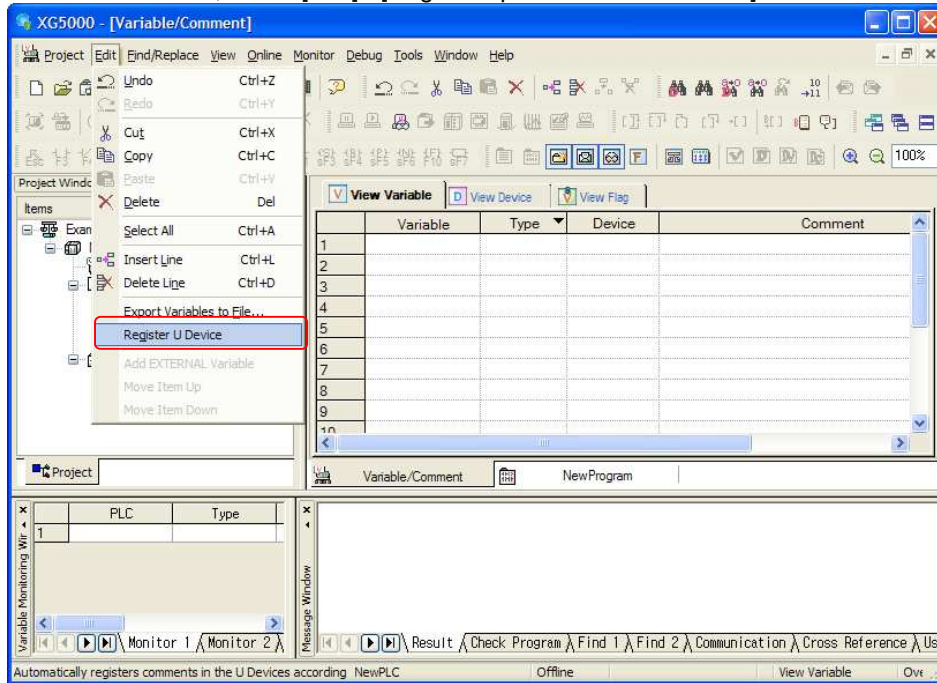 XG5000 - [Variable/Comment]
Project Edit Find/Replace View Online Monitor Debug Tools Window Help
Undo Ctrl+Z
Redo Ctrl+Y
Cut Ctrl+X
Copy Ctrl+C
Paste Ctrl+V
Delete Del
Select All Ctrl+A
Insert Line Ctrl+L
Delete Line Ctrl+D
Export Variables to File...
Register U Device
Add EXTERNAL Variable
Move Item Up
Move Item Down
100%
Project Windo
Items
Exan
View Variable View Device View Flag
Variable Type Device Comment
1
2
3
4
5
6
7
8
9
10
Project
Variable/Comment NewProgram
PLC Type
1
Variable Monitoring Wir
Monitor 1 Monitor 2
Message Window
Result Check Program Find 1 Find 2 Communication Cross Reference Us
Automatically registers comments in the U Devices according NewPLC Offline View Variable Ove